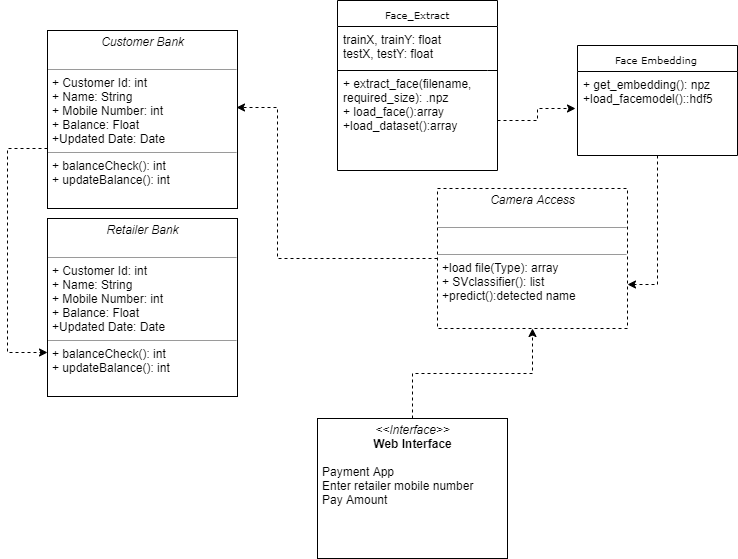 Customer Bank
+ Customer Id: int
+ Name: String
+ Mobile Number: int
+ Balance: Float
+Updated Date: Date
+ balanceCheck(): int
+ updateBalance(): int
Retailer Bank
+ Customer Id: int
+ Name: String
+ Mobile Number: int
+ Balance: Float
+Updated Date: Date
+ balanceCheck(): int
+ updateBalance(): int
Face_Extract
trainX, trainY: float
testX, testY: float
+ extract_face(filename,
required_size): .npz
+ load_face():array
+load_dataset():array
Face Embedding
+ get_embedding(): npz
+load_facemodel()::hdf5
Camera Access
+load file(Type): array
+ SVclassifier(): list
+predict():detected name
<<Interface>>
Web Interface
Payment App
Enter retailer mobile number
Pay Amount